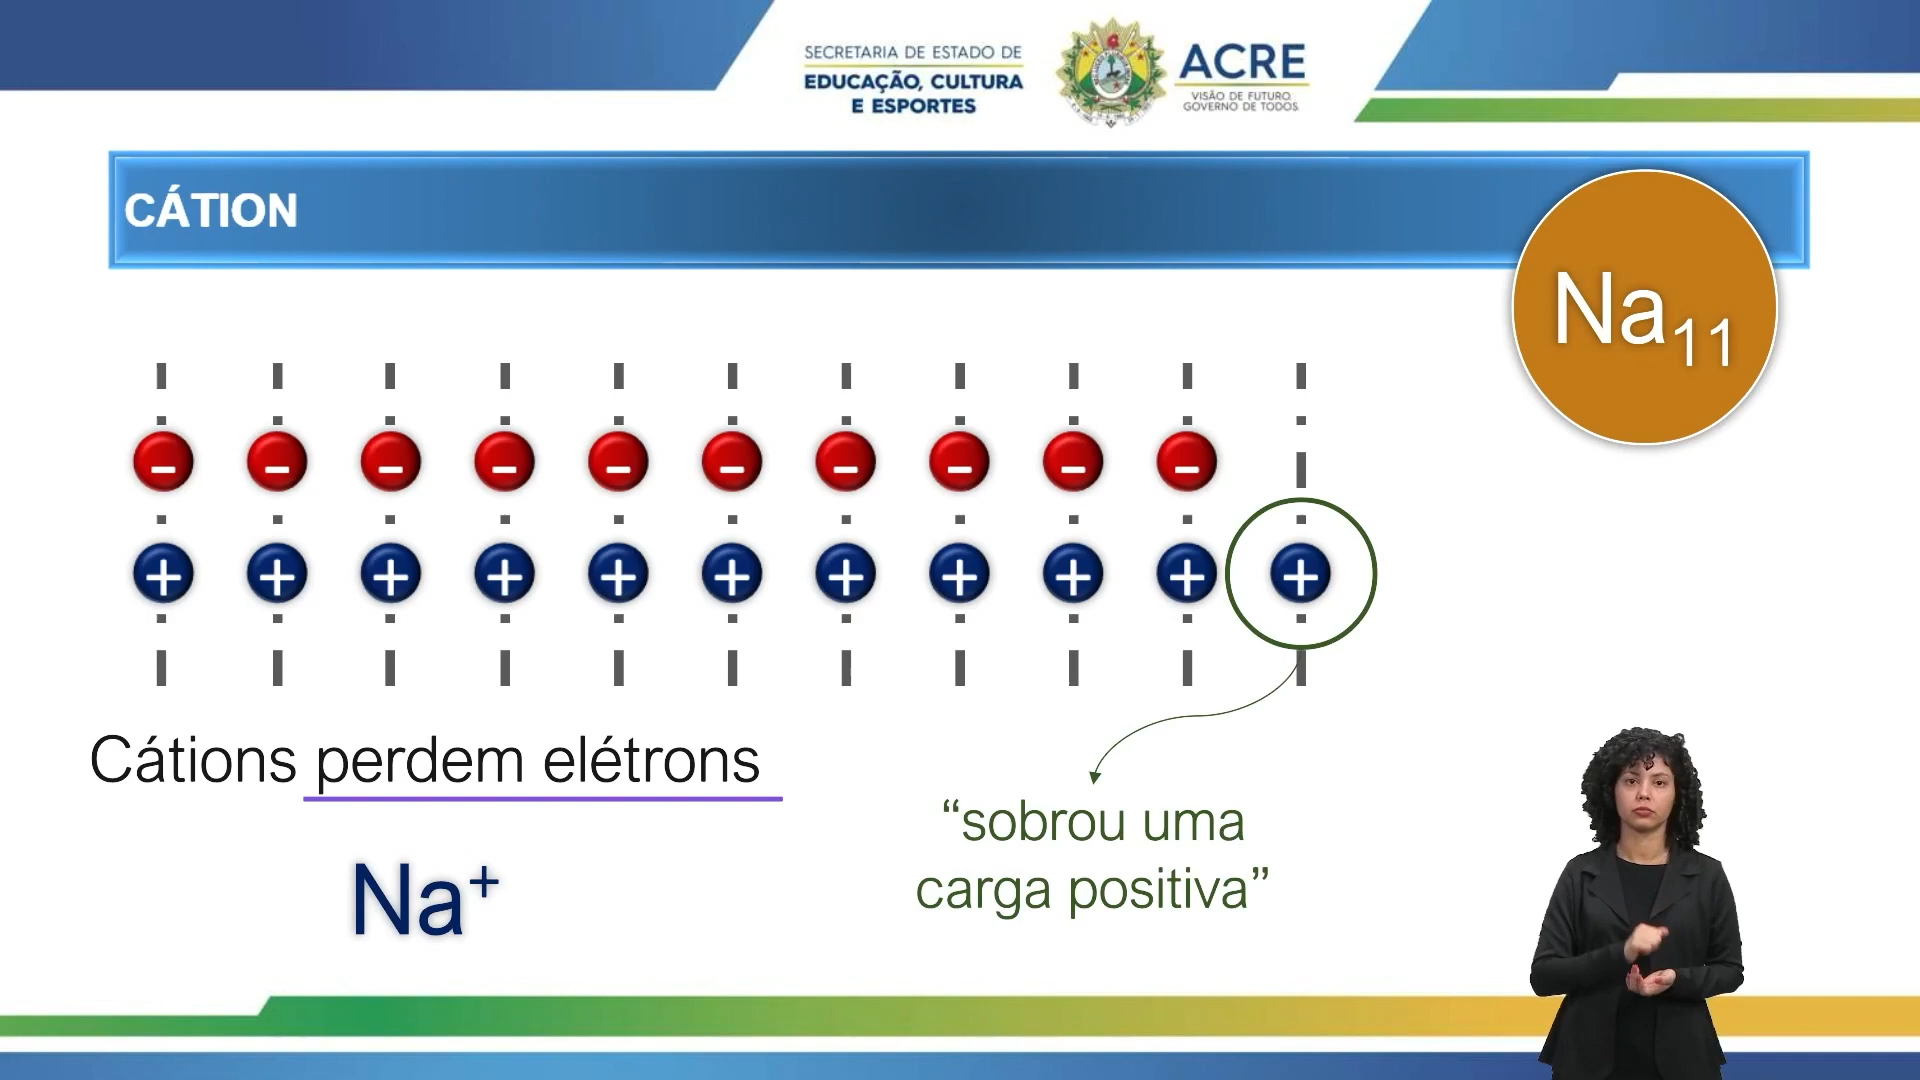 SECRETARIA DE ESTADO DE
EDUCAÇÃO, CULTURA
E ESPORTES
ACRE
VISÃO DE FUTURO.
GOVERNO DE TODOS
CÁTION
Na₁₁
- - - - - - - - - -
+ + + + + + + + + + +
Cátions perdem elétrons
Na⁺
“sobrou uma
carga positiva”